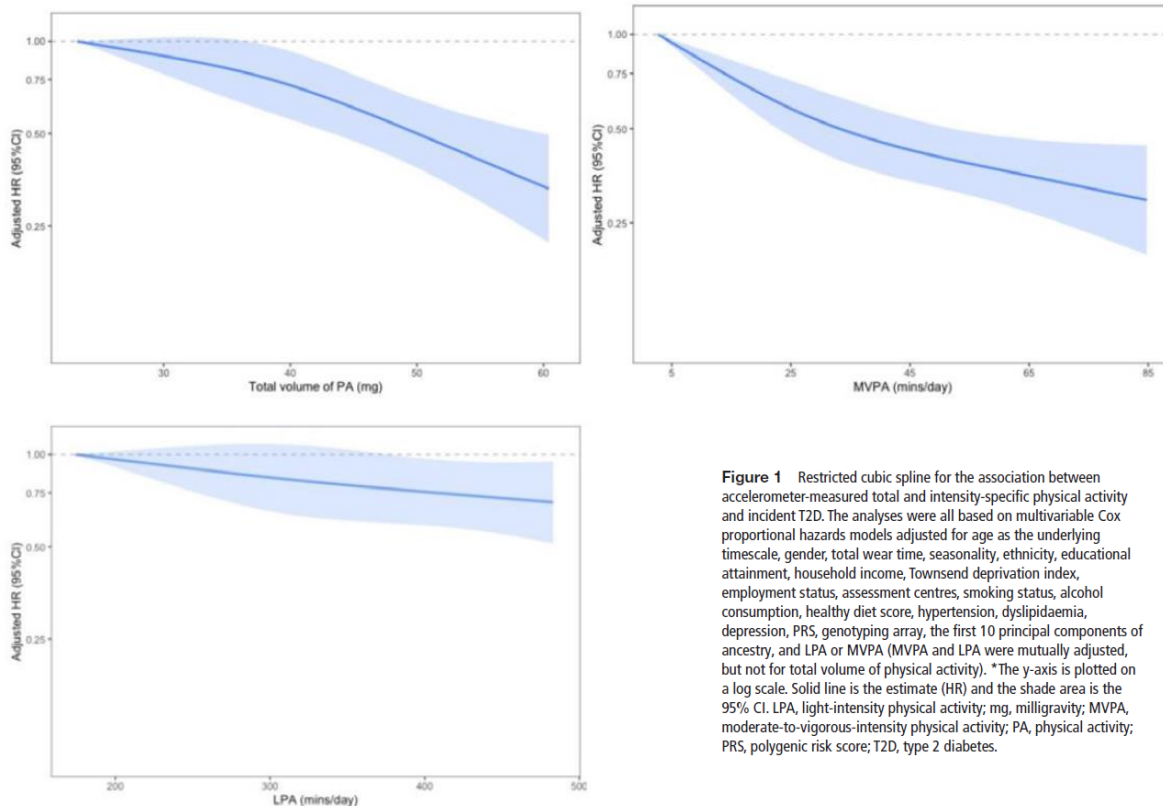 1.00
0.75
0.50
0.25
Adjusted HR (95%CI)
30
40
50
60
Total volume of PA (mg)
1.00
0.75
0.50
0.25
Adjusted HR (95%CI)
5
25
45
65
85
MVPA (mins/day)
1.00
0.75
0.50
0.25
Adjusted HR (95%CI)
200
300
400
500
LPA (mins/day)
Figure 1 Restricted cubic spline for the association between
accelerometer-measured total and intensity-specific physical activity
and incident T2D. The analyses were all based on multivariable Cox
proportional hazards models adjusted for age as the underlying
timescale, gender, total wear time, seasonality, ethnicity, educational
attainment, household income, Townsend deprivation index,
employment status, assessment centres, smoking status, alcohol
consumption, healthy diet score, hypertension, dyslipidaemia,
depression, PRS, genotyping array, the first 10 principal components of
ancestry, and LPA or MVPA (MVPA and LPA were mutually adjusted,
but not for total volume of physical activity). *The y-axis is plotted on
a log scale. Solid line is the estimate (HR) and the shade area is the
95% CI. LPA, light-intensity physical activity; mg, milligravity; MVPA,
moderate-to-vigorous-intensity physical activity; PA, physical activity;
PRS, polygenic risk score; T2D, type 2 diabetes.